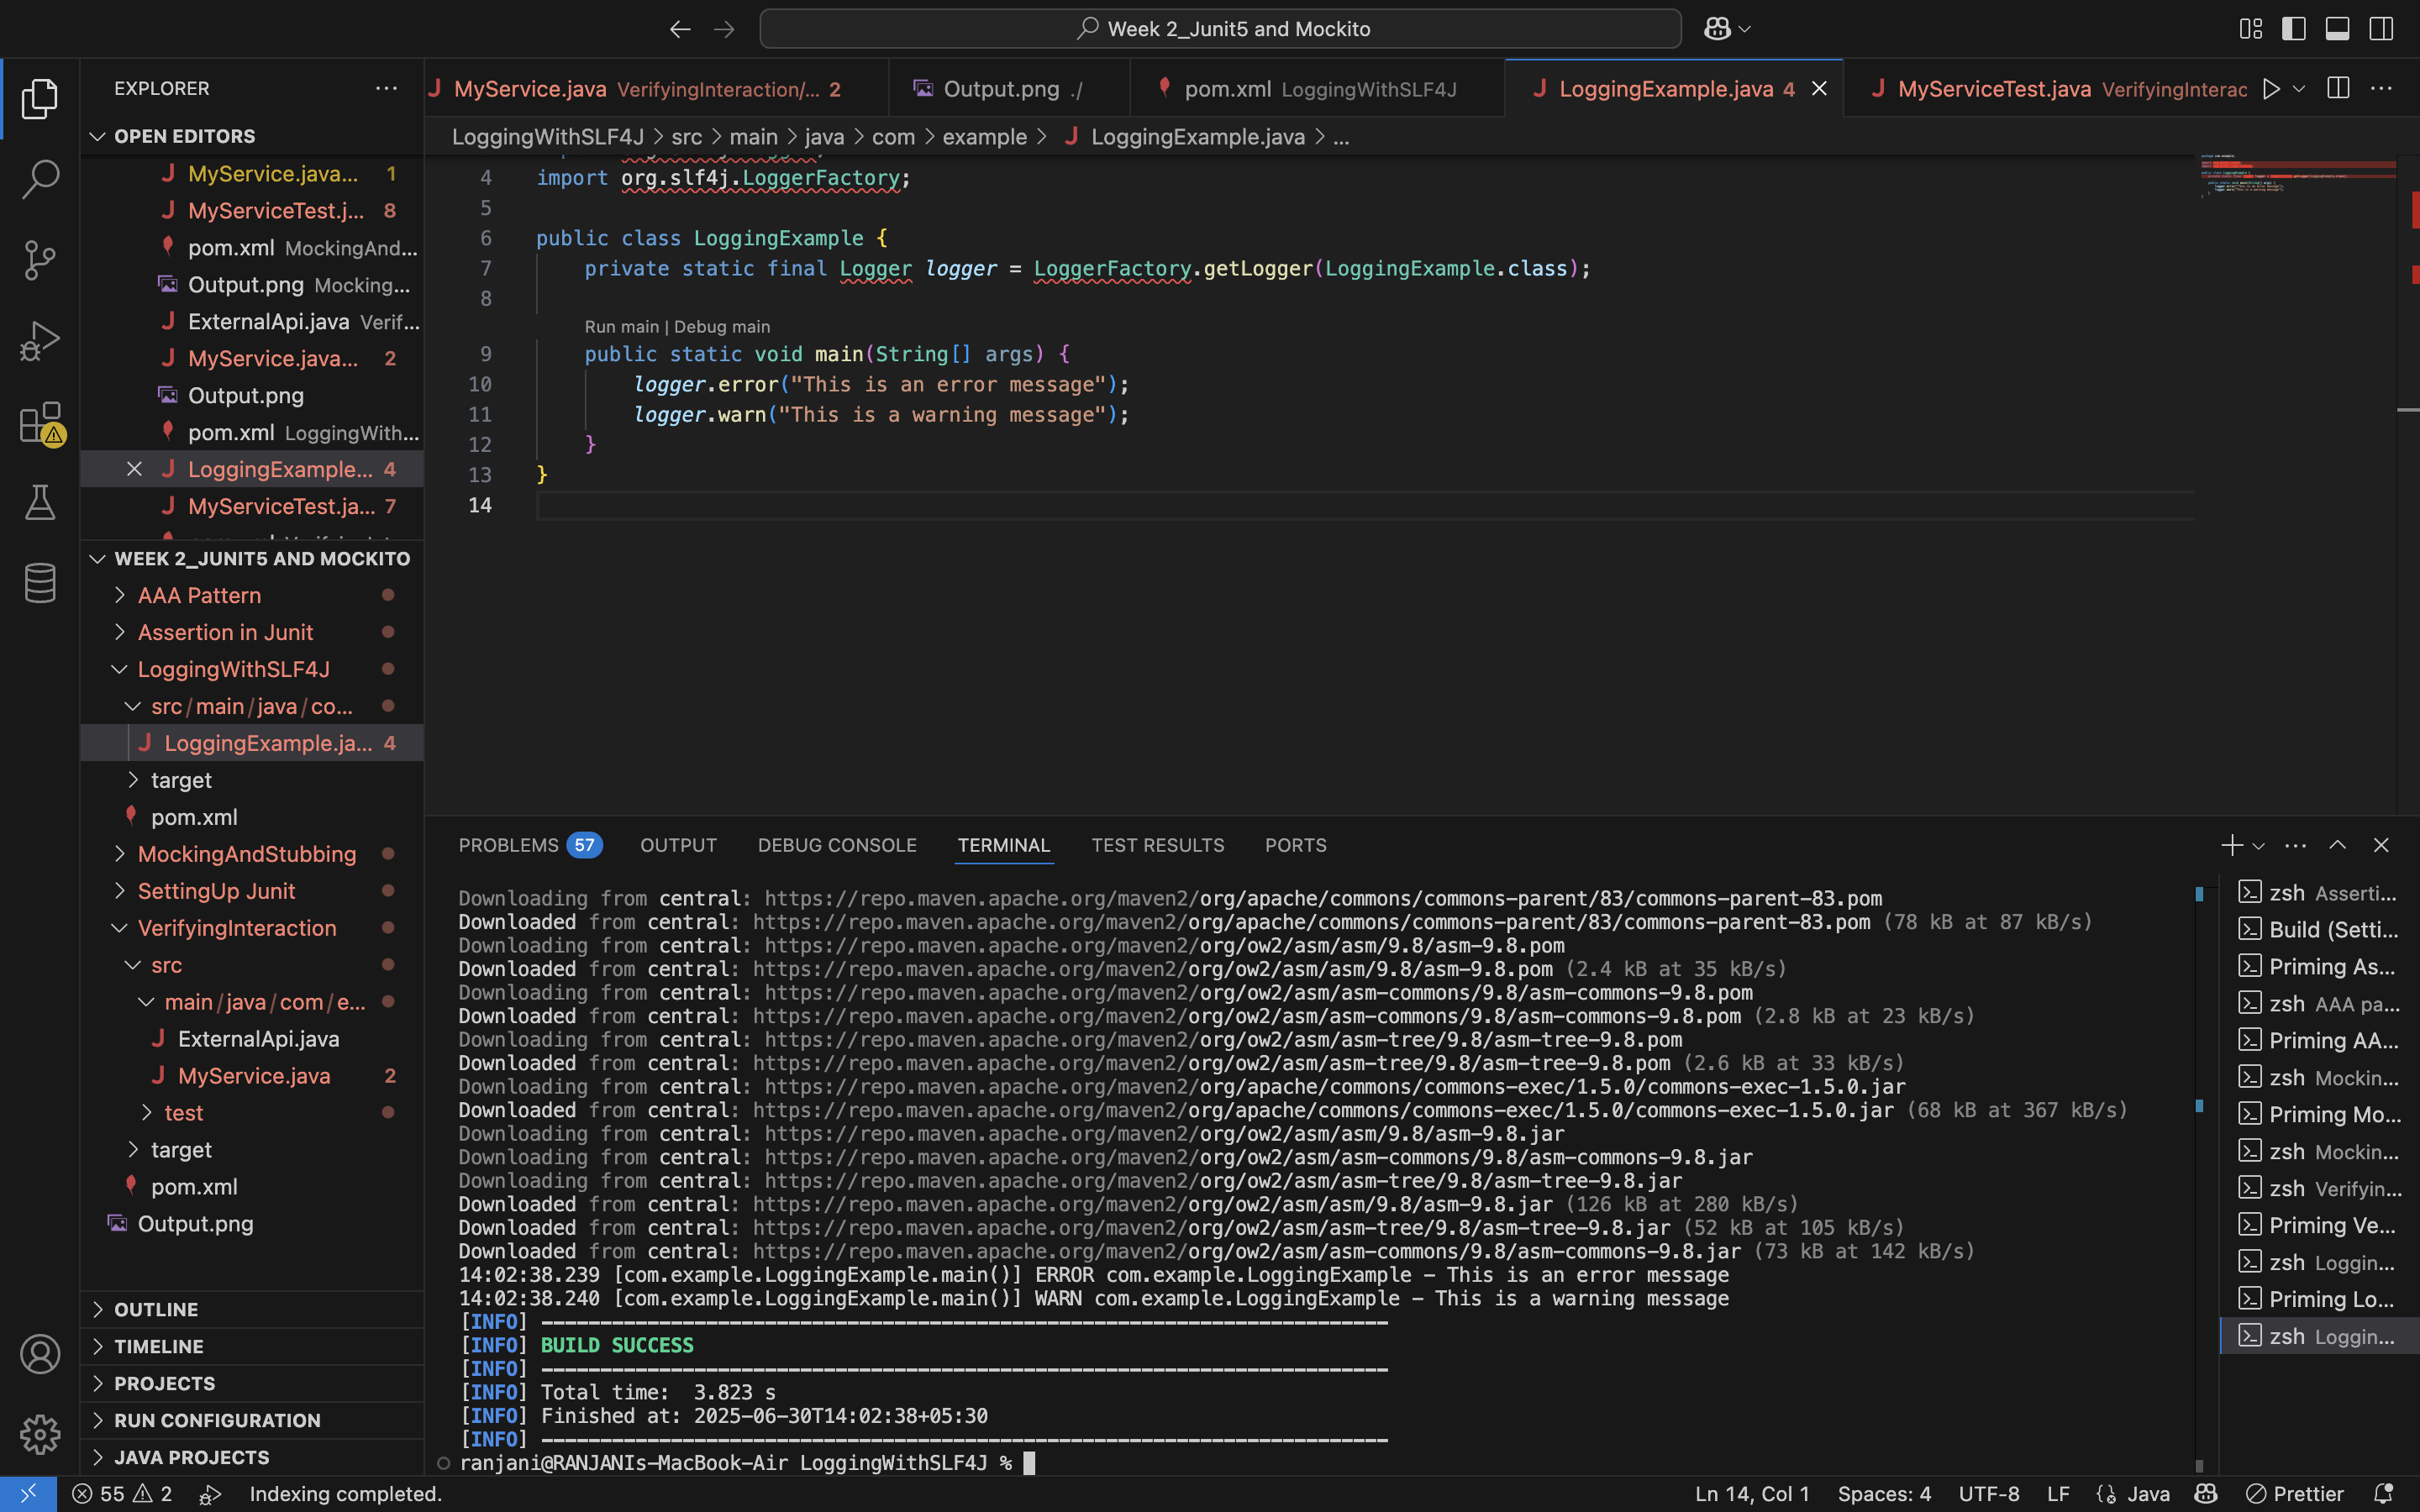 Week 2_Junit5 and Mockito
EXPLORER
OPEN EDITORS
MyService.java... 1
MyServiceTest.j... 8
pom.xml MockingAnd...
Output.png Mocking...
ExternalApi.java Verif...
MyService.java... 2
Output.png
pom.xml LoggingWith...
LoggingExample... 4
MyServiceTest.ja... 7
WEEK 2_JUNIT5 AND MOCKITO
AAA Pattern
Assertion in Junit
LoggingWithSLF4J
src/main/java/co...
LoggingExample.ja... 4
target
pom.xml
MockingAndStubbing
SettingUp Junit
VerifyingInteraction
src
main/java/com/e...
ExternalApi.java
MyService.java 2
test
target
pom.xml
Output.png
OUTLINE
TIMELINE
PROJECTS
RUN CONFIGURATION
JAVA PROJECTS
MyService.java VerifyingInteraction/... 2
Output.png ./
pom.xml LoggingWithSLF4J
LoggingExample.java 4
MyServiceTest.java VerifyingInterac
LoggingWithSLF4J > src > main > java > com > example > LoggingExample.java > ...
4 import org.slf4j.LoggerFactory;
5
6 public class LoggingExample {
7 private static final Logger logger = LoggerFactory.getLogger(LoggingExample.class);
8
Run main | Debug main
9 public static void main(String[] args) {
10 logger.error("This is an error message");
11 logger.warn("This is a warning message");
12 }
13 }
14
PROBLEMS 57 OUTPUT DEBUG CONSOLE TERMINAL TEST RESULTS PORTS
Downloading from central: https://repo.maven.apache.org/maven2/org/apache/commons/commons-parent/83/commons-parent-83.pom
Downloaded from central: https://repo.maven.apache.org/maven2/org/apache/commons/commons-parent/83/commons-parent-83.pom (78 kB at 87 kB/s)
Downloading from central: https://repo.maven.apache.org/maven2/org/ow2/asm/asm/9.8/asm-9.8.pom
Downloaded from central: https://repo.maven.apache.org/maven2/org/ow2/asm/asm/9.8/asm-9.8.pom (2.4 kB at 35 kB/s)
Downloading from central: https://repo.maven.apache.org/maven2/org/ow2/asm/asm-commons/9.8/asm-commons-9.8.pom
Downloaded from central: https://repo.maven.apache.org/maven2/org/ow2/asm/asm-commons/9.8/asm-commons-9.8.pom (2.8 kB at 23 kB/s)
Downloading from central: https://repo.maven.apache.org/maven2/org/ow2/asm/asm-tree/9.8/asm-tree-9.8.pom
Downloaded from central: https://repo.maven.apache.org/maven2/org/ow2/asm/asm-tree/9.8/asm-tree-9.8.pom (2.6 kB at 33 kB/s)
Downloading from central: https://repo.maven.apache.org/maven2/org/apache/commons/commons-exec/1.5.0/commons-exec-1.5.0.jar
Downloaded from central: https://repo.maven.apache.org/maven2/org/apache/commons/commons-exec/1.5.0/commons-exec-1.5.0.jar (68 kB at 367 kB/s)
Downloading from central: https://repo.maven.apache.org/maven2/org/ow2/asm/asm/9.8/asm-9.8.jar
Downloading from central: https://repo.maven.apache.org/maven2/org/ow2/asm/asm-commons/9.8/asm-commons-9.8.jar
Downloading from central: https://repo.maven.apache.org/maven2/org/ow2/asm/asm-tree/9.8/asm-tree-9.8.jar
Downloaded from central: https://repo.maven.apache.org/maven2/org/ow2/asm/asm/9.8/asm-9.8.jar (126 kB at 280 kB/s)
Downloaded from central: https://repo.maven.apache.org/maven2/org/ow2/asm/asm-tree/9.8/asm-tree-9.8.jar (52 kB at 105 kB/s)
Downloaded from central: https://repo.maven.apache.org/maven2/org/ow2/asm/asm-commons/9.8/asm-commons-9.8.jar (73 kB at 142 kB/s)
14:02:38.239 [com.example.LoggingExample.main()] ERROR com.example.LoggingExample - This is an error message
14:02:38.240 [com.example.LoggingExample.main()] WARN com.example.LoggingExample - This is a warning message
[INFO] ------------------------------------------------------------------------
[INFO] BUILD SUCCESS
[INFO] ------------------------------------------------------------------------
[INFO] Total time:  3.823 s
[INFO] Finished at: 2025-06-30T14:02:38+05:30
[INFO] ------------------------------------------------------------------------
ranjani@RANJANIs-MacBook-Air LoggingWithSLF4J %
zsh Asserti...
Build (Setti...
Priming As...
zsh AAA pa...
Priming AA...
zsh Mockin...
Priming Mo...
zsh Mockin...
zsh Verifyin...
Priming Ve...
zsh Loggin...
Priming Lo...
zsh Loggin...
55 2 Indexing completed.
Ln 14, Col 1 Spaces: 4 UTF-8 LF Java Prettier